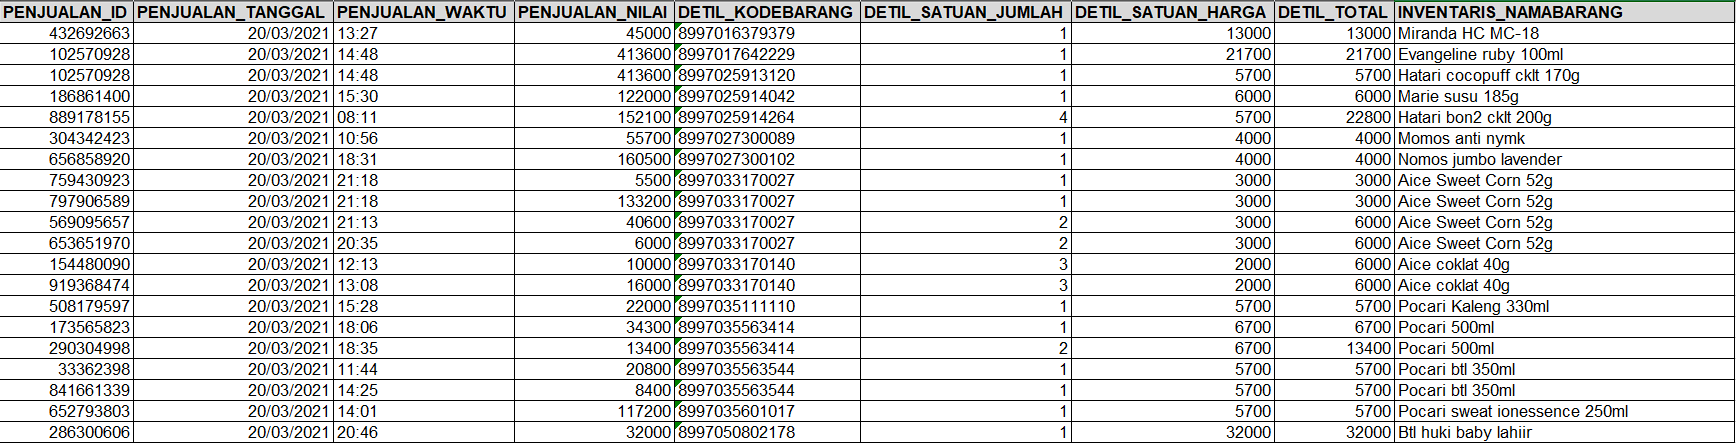 PENJUALAN_ID PENJUALAN_TANGGAL PENJUALAN_WAKTU PENJUALAN_NILAI DETIL_KODEBARANG DETIL_SATUAN_JUMLAH DETIL_SATUAN_HARGA DETIL_TOTAL INVENTARIS_NAMABARANG
432692663 20/03/2021 13:27 45000 8997016379379 1 13000 13000 Miranda HC MC-18
102570928 20/03/2021 14:48 413600 8997017642229 1 21700 21700 Evangeline ruby 100ml
102570928 20/03/2021 14:48 413600 8997025913120 1 5700 5700 Hatari cocopuff cklt 170g
186861400 20/03/2021 15:30 122000 8997025914042 1 6000 6000 Marie susu 185g
889178155 20/03/2021 08:11 152100 8997025914264 4 5700 22800 Hatari bon2 cklt 200g
304342423 20/03/2021 10:56 55700 8997027300089 1 4000 4000 Momos anti nymk
656858920 20/03/2021 18:31 160500 8997027300102 1 4000 4000 Nomos jumbo lavender
759430923 20/03/2021 21:18 5500 8997033170027 1 3000 3000 Aice Sweet Corn 52g
797906589 20/03/2021 21:18 133200 8997033170027 1 3000 3000 Aice Sweet Corn 52g
569095657 20/03/2021 21:13 40600 8997033170027 2 3000 6000 Aice Sweet Corn 52g
653651970 20/03/2021 20:35 6000 8997033170027 2 3000 6000 Aice Sweet Corn 52g
154480090 20/03/2021 12:13 10000 8997033170140 3 2000 6000 Aice coklat 40g
919368474 20/03/2021 13:08 16000 8997033170140 3 2000 6000 Aice coklat 40g
508179597 20/03/2021 15:28 22000 8997035111110 1 5700 5700 Pocari Kaleng 330ml
173565823 20/03/2021 18:06 34300 8997035563414 1 6700 6700 Pocari 500ml
290304998 20/03/2021 18:35 13400 8997035563414 2 6700 13400 Pocari 500ml
33362398 20/03/2021 11:44 20800 8997035563544 1 5700 5700 Pocari btl 350ml
841661339 20/03/2021 14:25 8400 8997035563544 1 5700 5700 Pocari btl 350ml
652793803 20/03/2021 14:01 117200 8997035601017 1 5700 5700 Pocari sweat ionessence 250ml
286300606 20/03/2021 20:46 32000 8997050802178 1 32000 32000 Btl huki baby lahiir